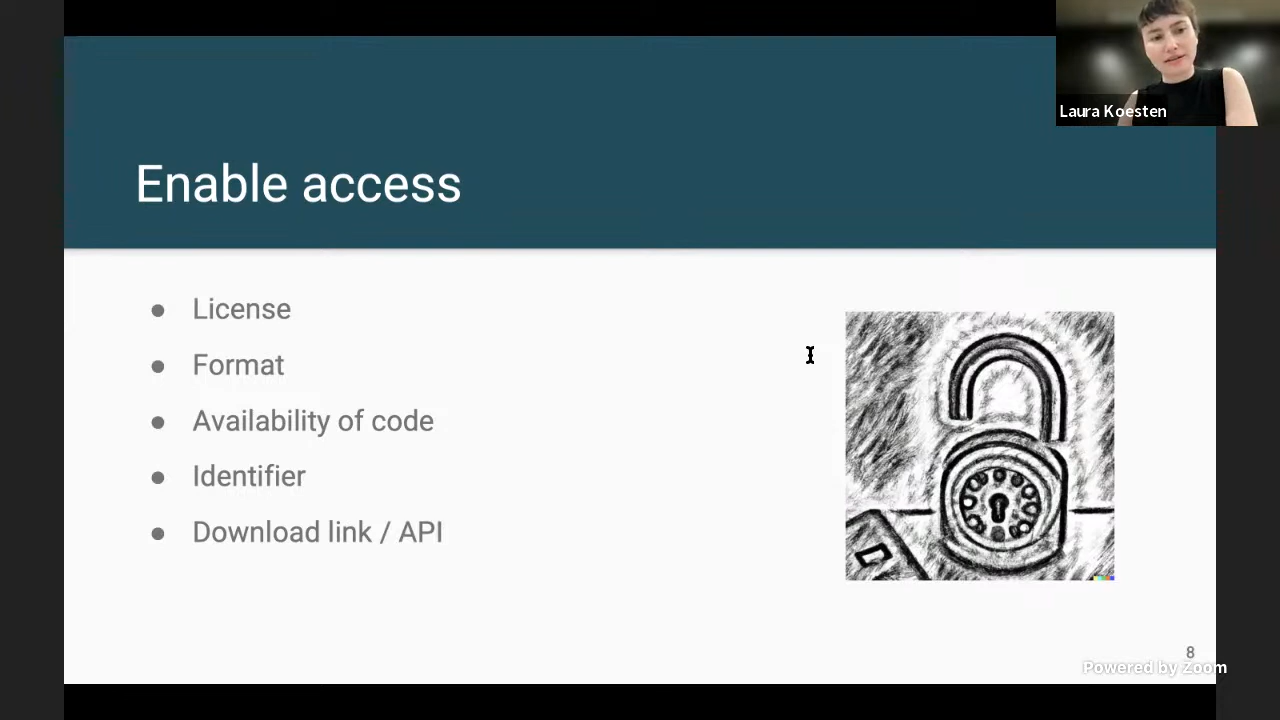 Laura Koesten
Enable access
License
Format
Availability of code
Identifier
Download link / API
8
Powered by Zoom